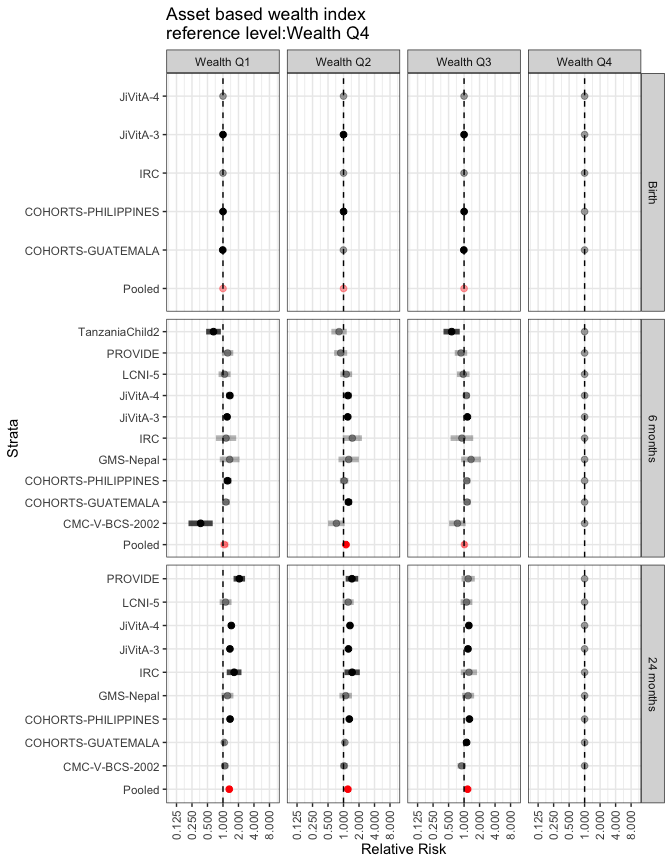 Asset based wealth index
reference level:Wealth Q4
Wealth Q1 Wealth Q2 Wealth Q3 Wealth Q4
Strata
JiVitA-4
JiVitA-3
IRC
COHORTS-PHILIPPINES
COHORTS-GUATEMALA
Pooled
Birth
TanzaniaChild2
PROVIDE
LCNI-5
JiVitA-4
JiVitA-3
IRC
GMS-Nepal
COHORTS-PHILIPPINES
COHORTS-GUATEMALA
CMC-V-BCS-2002
Pooled
6 months
PROVIDE
LCNI-5
JiVitA-4
JiVitA-3
IRC
GMS-Nepal
COHORTS-PHILIPPINES
COHORTS-GUATEMALA
CMC-V-BCS-2002
Pooled
24 months
0.125 0.250 0.500 1.000 2.000 4.000 8.000 0.125 0.250 0.500 1.000 2.000 4.000 8.000 0.125 0.250 0.500 1.000 2.000 4.000 8.000 0.125 0.250 0.500 1.000 2.000 4.000 8.000
Relative Risk